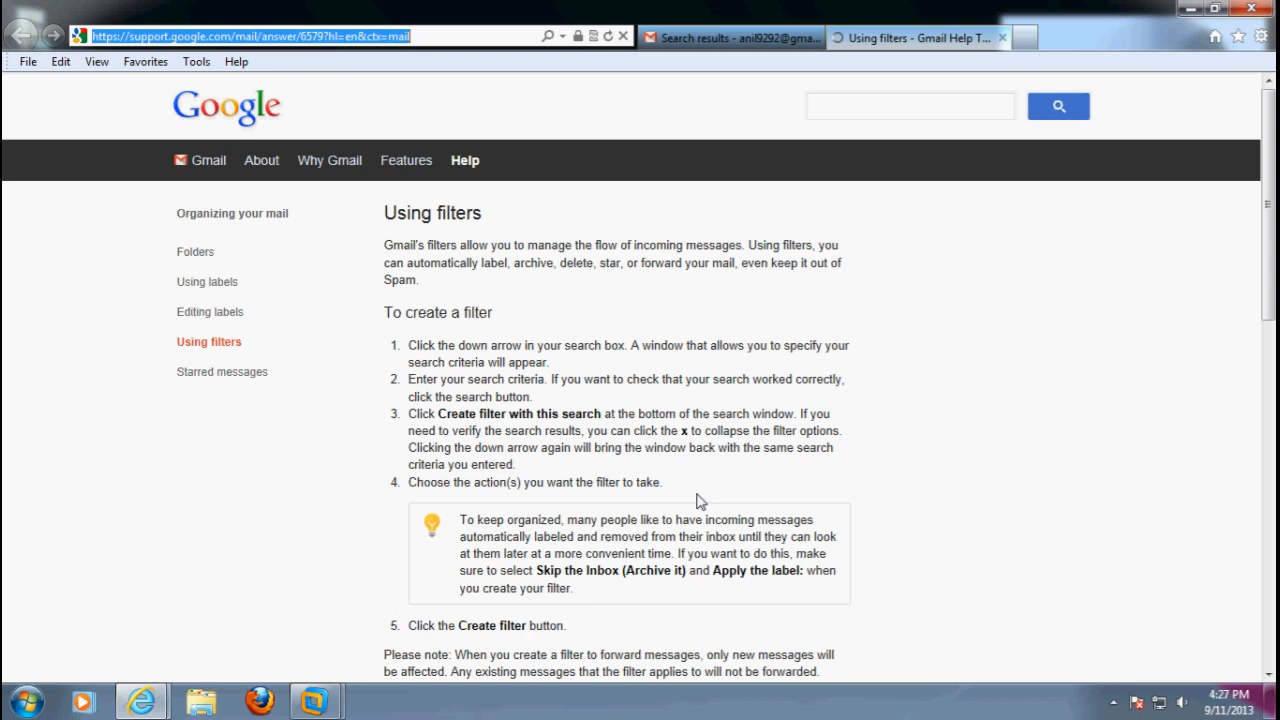 https://support.google.com/mail/answer/6579?hl=en&ctx=mail
Search results - anil9292@gma...
Using filters - Gmail Help T...
File Edit View Favorites Tools Help
Google
Gmail About Why Gmail Features Help
Organizing your mail
Folders
Using labels
Editing labels
Using filters
Starred messages
Using filters
Gmail's filters allow you to manage the flow of incoming messages. Using filters, you
can automatically label, archive, delete, star, or forward your mail, even keep it out of
Spam.
To create a filter
1. Click the down arrow in your search box. A window that allows you to specify your
search criteria will appear.
2. Enter your search criteria. If you want to check that your search worked correctly,
click the search button.
3. Click Create filter with this search at the bottom of the search window. If you
need to verify the search results, you can click the x to collapse the filter options.
Clicking the down arrow again will bring the window back with the same search
criteria you entered.
4. Choose the action(s) you want the filter to take.
To keep organized, many people like to have incoming messages
automatically labeled and removed from their inbox until they can look
at them later at a more convenient time. If you want to do this, make
sure to select Skip the Inbox (Archive it) and Apply the label: when
you create your filter.
5. Click the Create filter button.
Please note: When you create a filter to forward messages, only new messages will
be affected. Any existing messages that the filter applies to will not be forwarded.
4:27 PM
9/11/2013